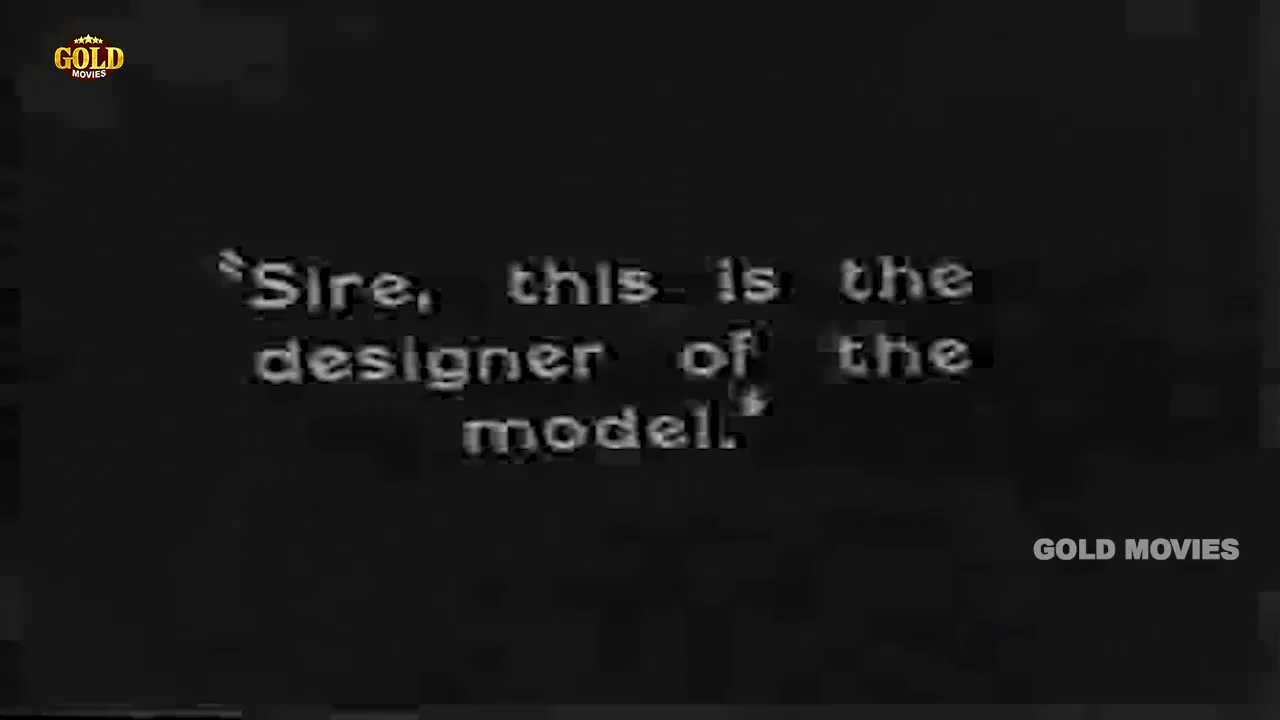 GOLD
MOVIES
"Sire, this is the
designer of the
model."
GOLD MOVIES